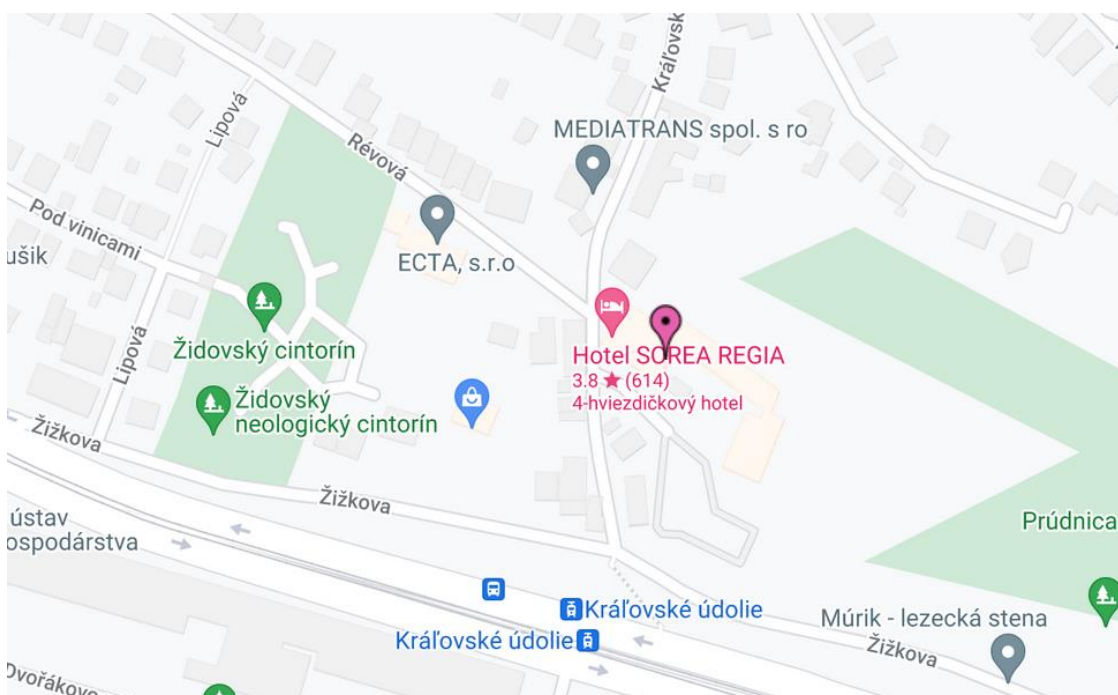 Kráľovsk
Lipová
Révová
MEDIATRANS spol. s ro
Pod vinicami
ušik
ECTA, s.r.o
Židovský cintorín
Lipová
Hotel SOREA REGIA
3.8 ★ (614)
4-hviezdičkový hotel
Židovský
neologický cintorín
Žižkova
Žižkova
ústav
ospodárstva
Prúdnica
Kráľovské údolie
Kráľovské údolie
Múrik - lezecká stena
Žižkova
Dvořákovo